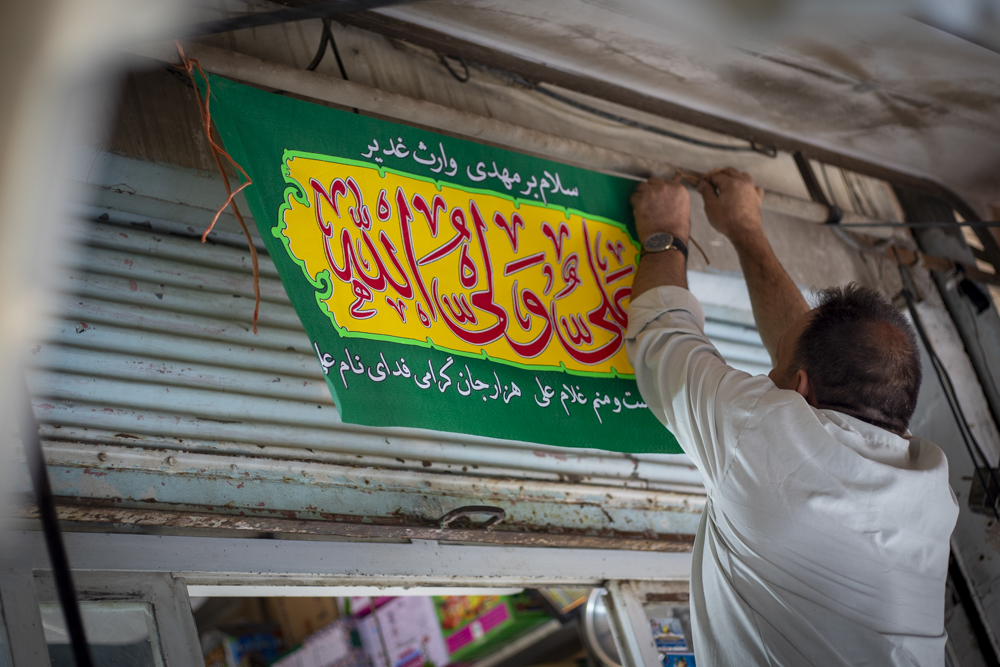 سلام بر مهدی وارث غدیر
علی ولی الله
ست و منم غلام علی هزار جان گرامی فدای نام علی